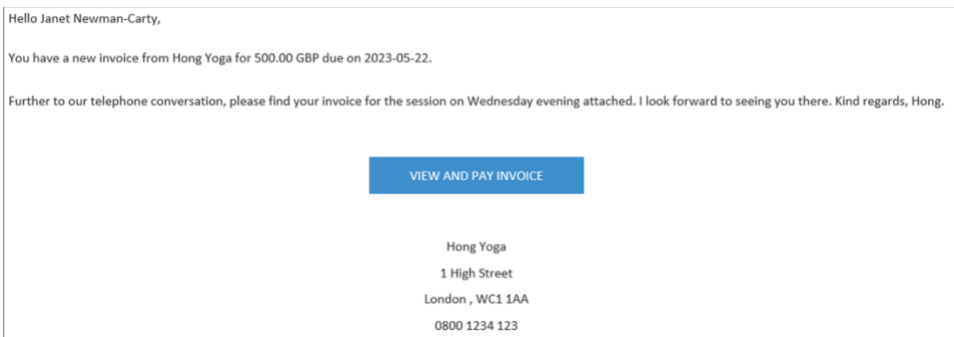 Hello Janet Newman-Carty,
You have a new invoice from Hong Yoga for 500.00 GBP due on 2023-05-22.
Further to our telephone conversation, please find your invoice for the session on Wednesday evening attached. I look forward to seeing you there. Kind regards, Hong.
VIEW AND PAY INVOICE
Hong Yoga
1 High Street
London , WC1 1AA
0800 1234 123